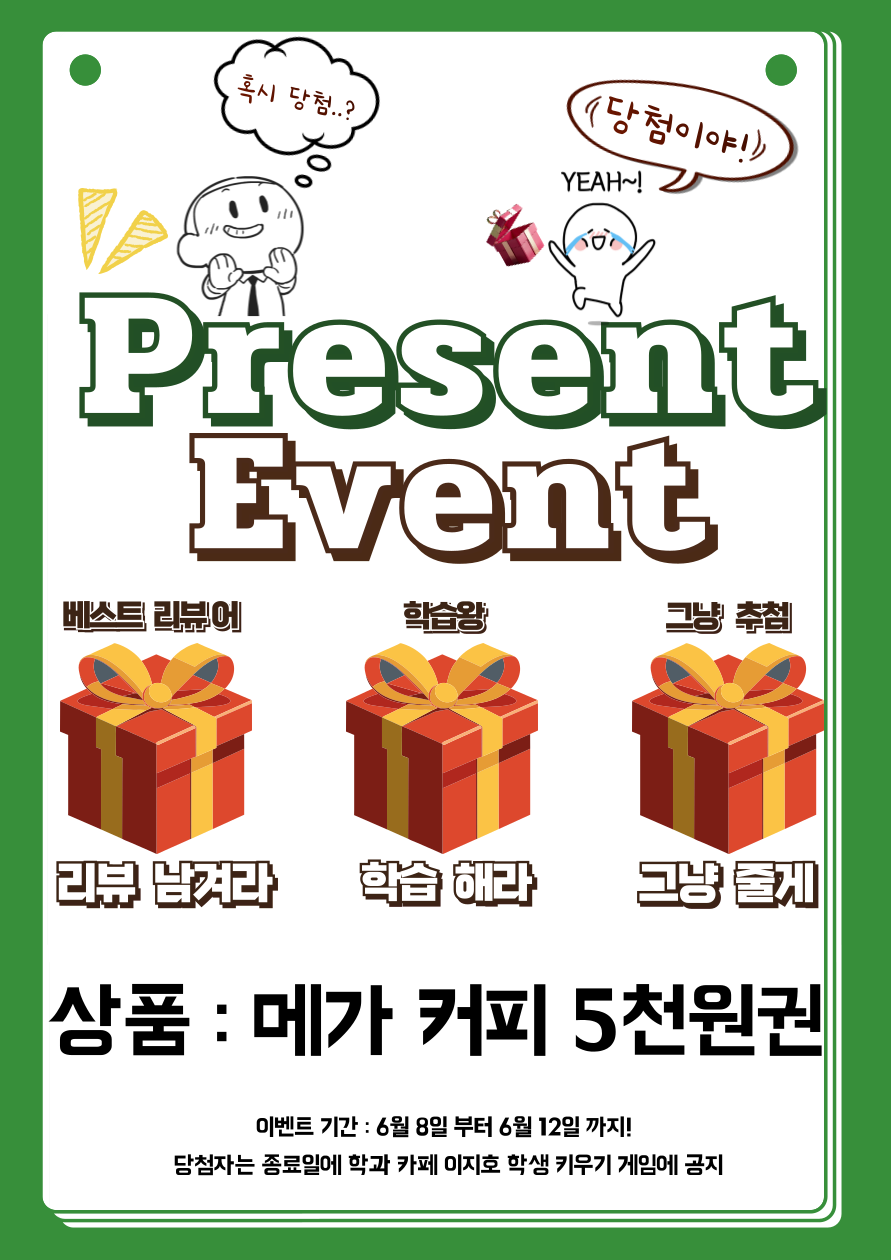 혹시 당첨..?
당첨이야!
YEAH~!
Present
Event
베스트 리뷰어
학습왕
그냥 추첨
리뷰 남겨라
학습 해라
그냥 줄게
상품 : 메가 커피 5천원권
이벤트 기간 : 6월 8일 부터 6월 12일 까지!
당첨자는 종료일에 학과 카페 이지호 학생 키우기 게임에 공지